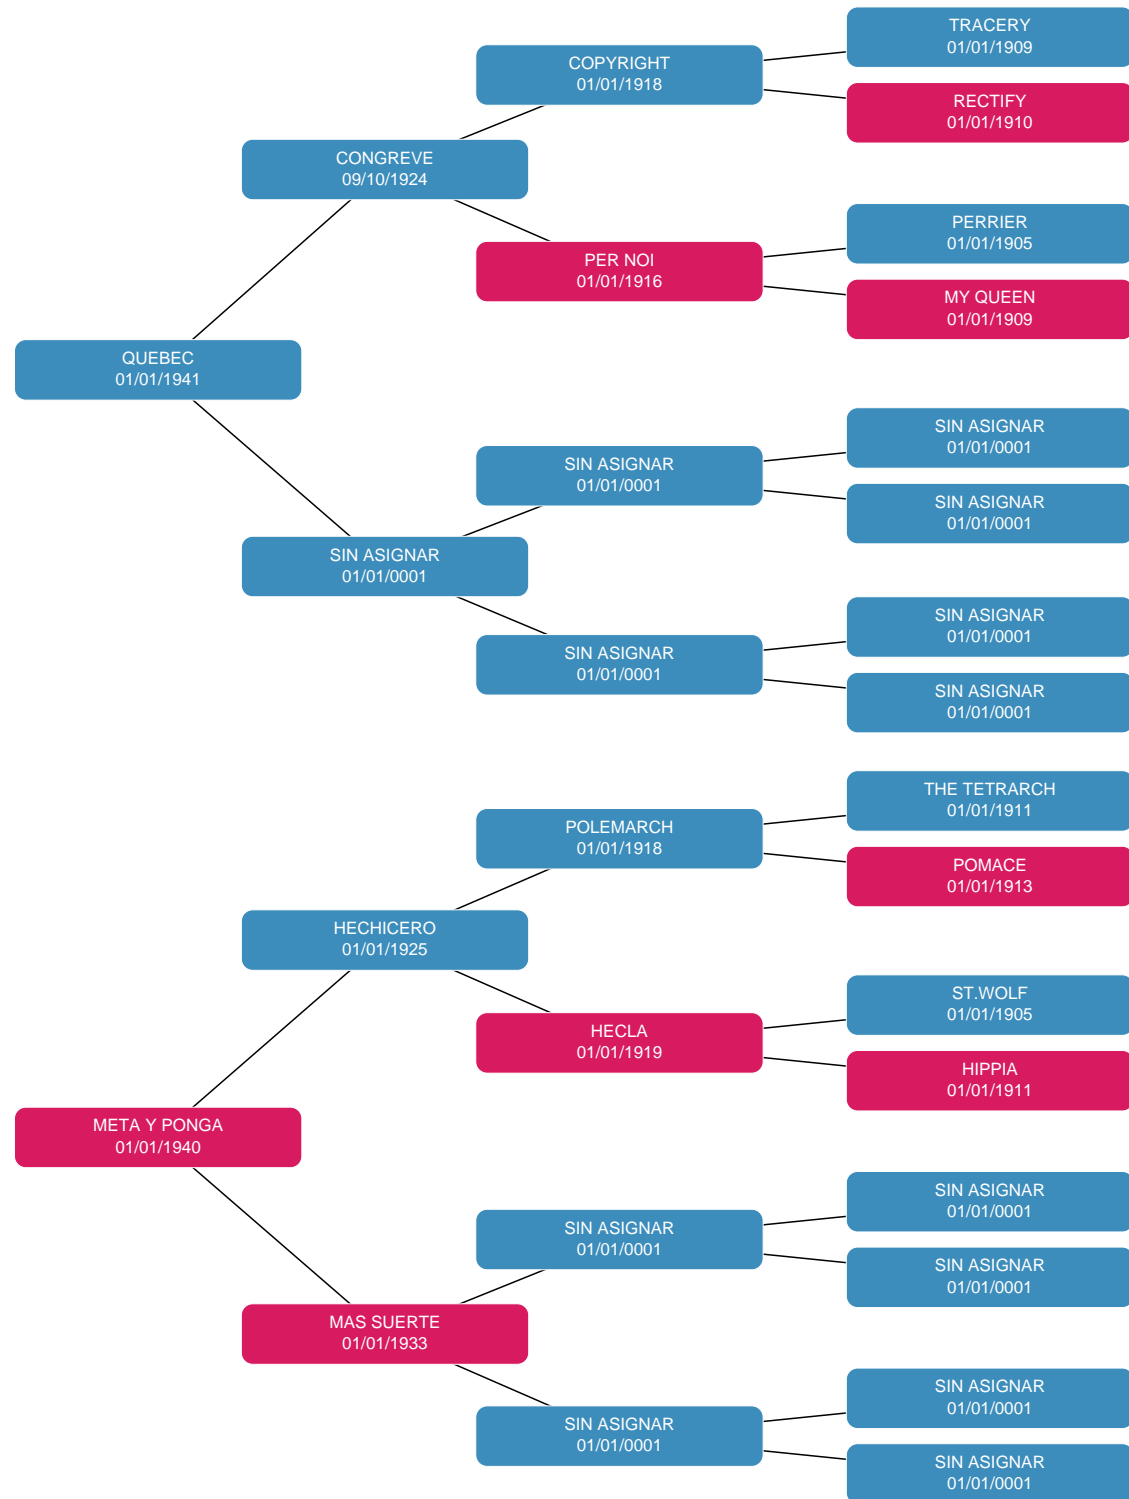 TRACERY
01/01/1909
COPYRIGHT
01/01/1918
RECTIFY
01/01/1910
CONGREVE
09/10/1924
PERRIER
01/01/1905
PER NOI
01/01/1916
MY QUEEN
01/01/1909
QUEBEC
01/01/1941
SIN ASIGNAR
01/01/0001
SIN ASIGNAR
01/01/0001
SIN ASIGNAR
01/01/0001
SIN ASIGNAR
01/01/0001
SIN ASIGNAR
01/01/0001
SIN ASIGNAR
01/01/0001
SIN ASIGNAR
01/01/0001
THE TETRARCH
01/01/1911
POLEMARCH
01/01/1918
POMACE
01/01/1913
HECHICERO
01/01/1925
ST.WOLF
01/01/1905
HECLA
01/01/1919
HIPPIA
01/01/1911
META Y PONGA
01/01/1940
SIN ASIGNAR
01/01/0001
SIN ASIGNAR
01/01/0001
SIN ASIGNAR
01/01/0001
MAS SUERTE
01/01/1933
SIN ASIGNAR
01/01/0001
SIN ASIGNAR
01/01/0001
SIN ASIGNAR
01/01/0001